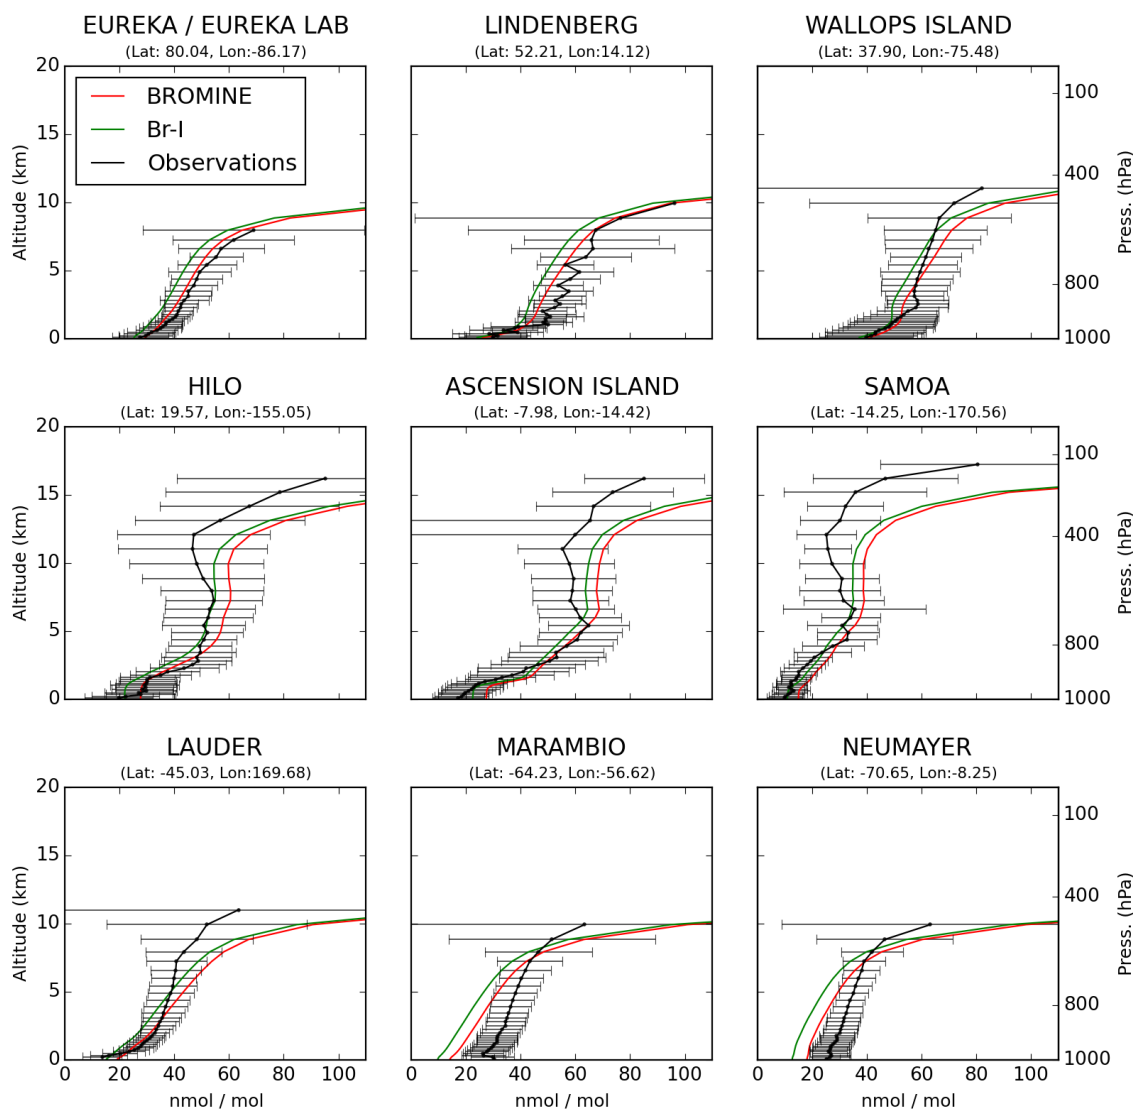 EUREKA / EUREKA LAB
(Lat: 80.04, Lon:-86.17)
LINDENBERG
(Lat: 52.21, Lon:14.12)
WALLOPS ISLAND
(Lat: 37.90, Lon:-75.48)
20
15
10
5
0
Altitude (km)
BROMINE
Br-I
Observations
100
400
800
1000
Press. (hPa)
HILO
(Lat: 19.57, Lon:-155.05)
ASCENSION ISLAND
(Lat: -7.98, Lon:-14.42)
SAMOA
(Lat: -14.25, Lon:-170.56)
20
15
10
5
0
Altitude (km)
100
400
800
1000
Press. (hPa)
LAUDER
(Lat: -45.03, Lon:169.68)
MARAMBIO
(Lat: -64.23, Lon:-56.62)
NEUMAYER
(Lat: -70.65, Lon:-8.25)
20
15
10
5
0
Altitude (km)
100
400
800
1000
Press. (hPa)
0 20 40 60 80 100
nmol / mol
0 20 40 60 80 100
nmol / mol
0 20 40 60 80 100
nmol / mol